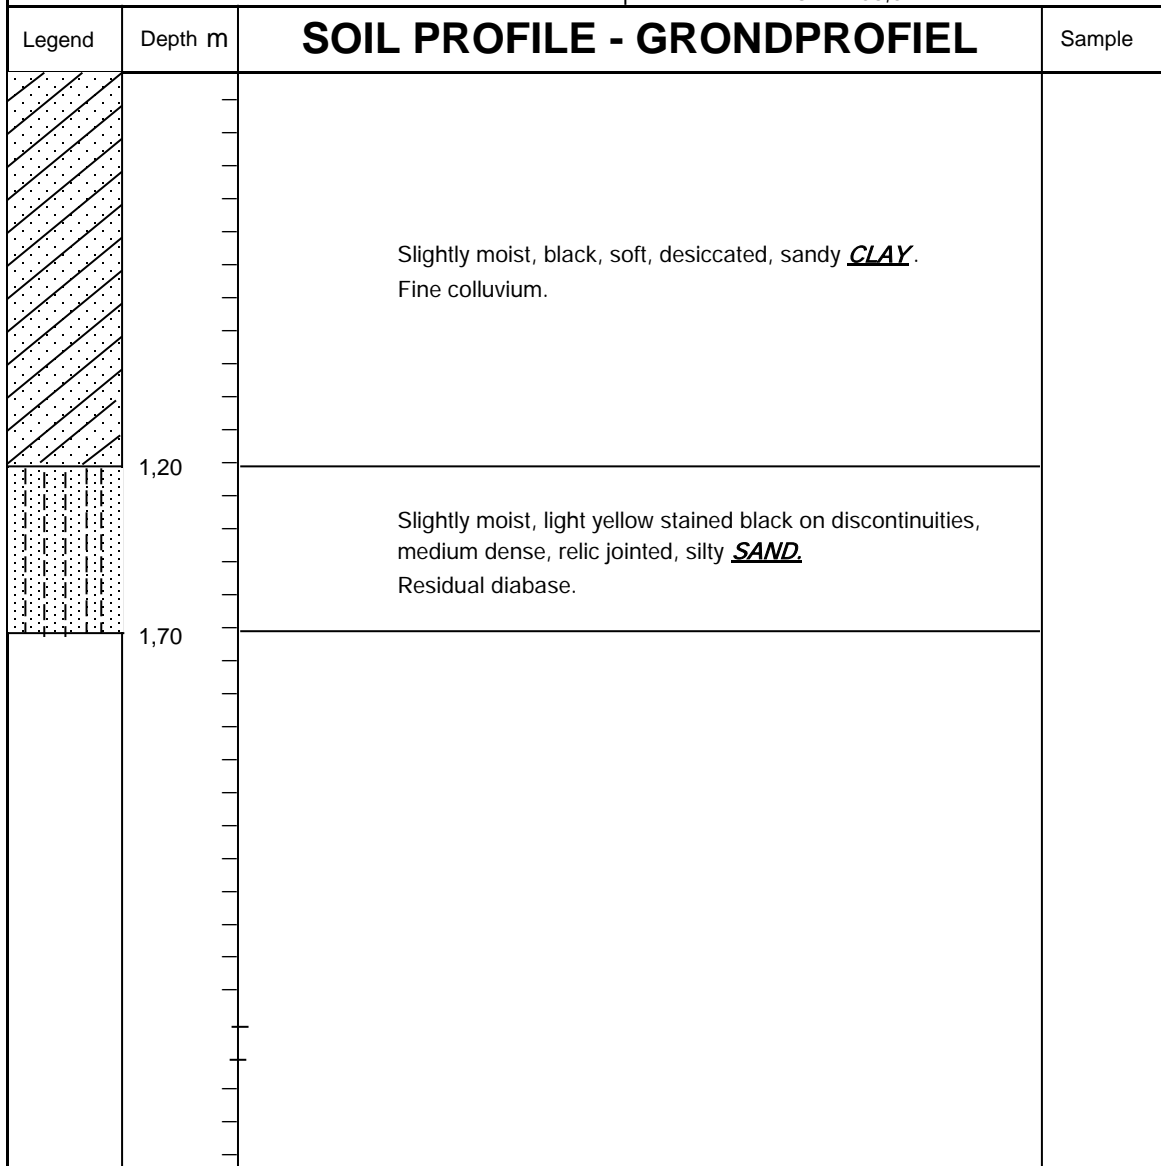 Legend Depth m SOIL PROFILE - GRONDPROFIEL Sample
Slightly moist, black, soft, desiccated, sandy CLAY.
Fine colluvium.
1,20
Slightly moist, light yellow stained black on discontinuities,
medium dense, relic jointed, silty SAND.
Residual diabase.
1,70